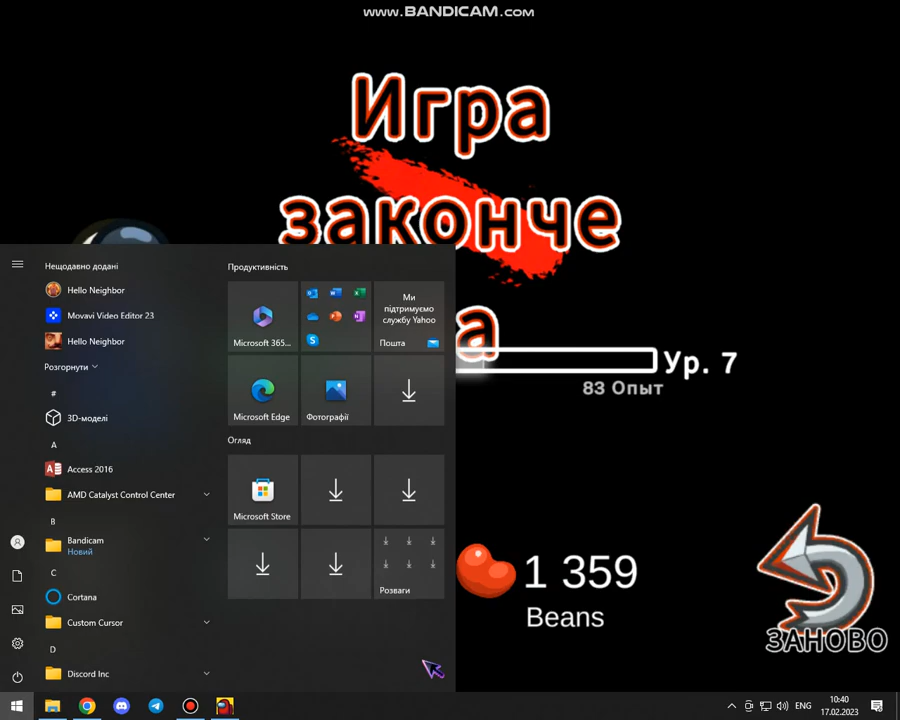 www.BANDICAM.com
Игра
законче
а
Ур. 7
83 Опыт
1 359
Beans
ЗАНОВО
Нещодавно додані
Hello Neighbor
Movavi Video Editor 23
Hello Neighbor
Розгорнути
#
3D-моделі
A
Access 2016
AMD Catalyst Control Center
B
Bandicam
Новий
C
Cortana
Custom Cursor
D
Discord Inc
Продуктивність
Microsoft 365...
Ми
підтримуємо
службу Yahoo
Пошта
Microsoft Edge
Фотографії
Огляд
Microsoft Store
Розваги
ENG
10:40
17.02.2023